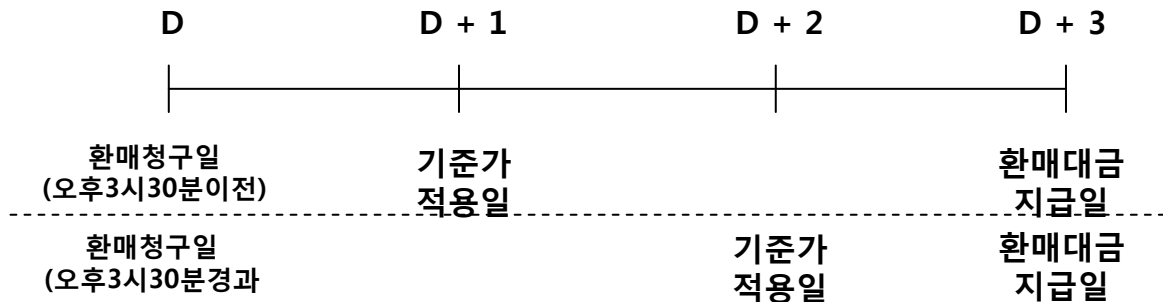 D D + 1 D + 2 D + 3
환매청구일 기준가 환매대금
(오후3시30분이전) 적용일 지급일
환매청구일 기준가 환매대금
(오후3시30분경과 적용일 지급일